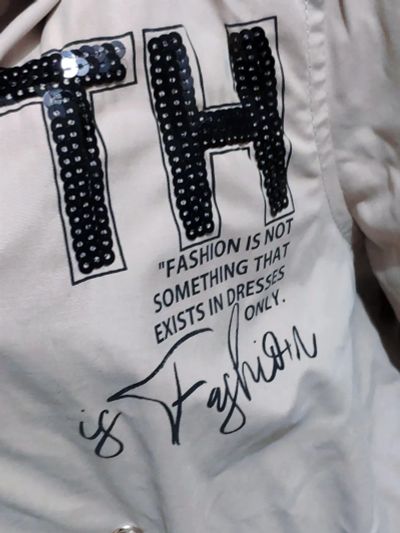 TH
"FASHION IS NOT
SOMETHING THAT
EXISTS IN DRESSES
ONLY.
is Fashion